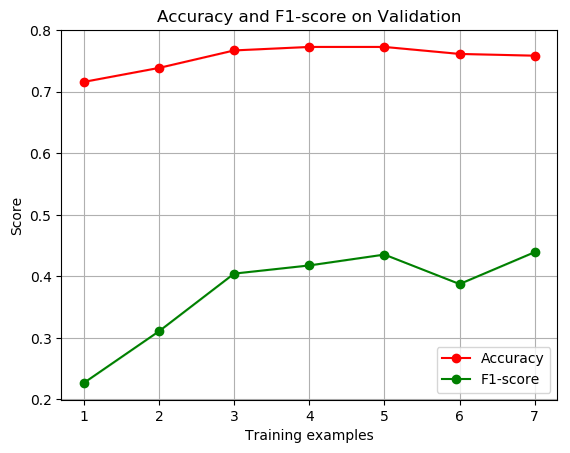 Accuracy and F1-score on Validation
0.8
0.7
0.6
0.5
0.4
0.3
0.2
Score
1 2 3 4 5 6 7
Training examples
Accuracy
F1-score